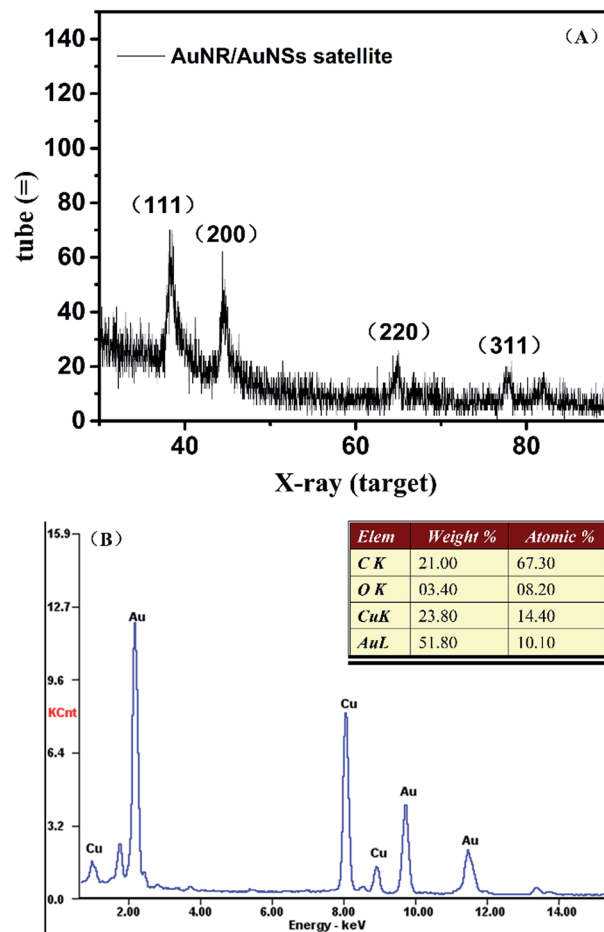 (A)
AuNR/AuNSs satellite
140
120
100
80
60
40
20
0
tube (=)
(111)
(200)
(220)
(311)
40 60 80
X-ray (target)
(B)
15.9
12.7
9.6
KCnt
6.4
3.2
0.0
Elem Weight % Atomic %
C K 21.00 67.30
O K 03.40 08.20
CuK 23.80 14.40
AuL 51.80 10.10
Au
Cu
Cu
Au
Cu
Au
2.00 4.00 6.00 8.00 10.00 12.00 14.00
Energy - keV